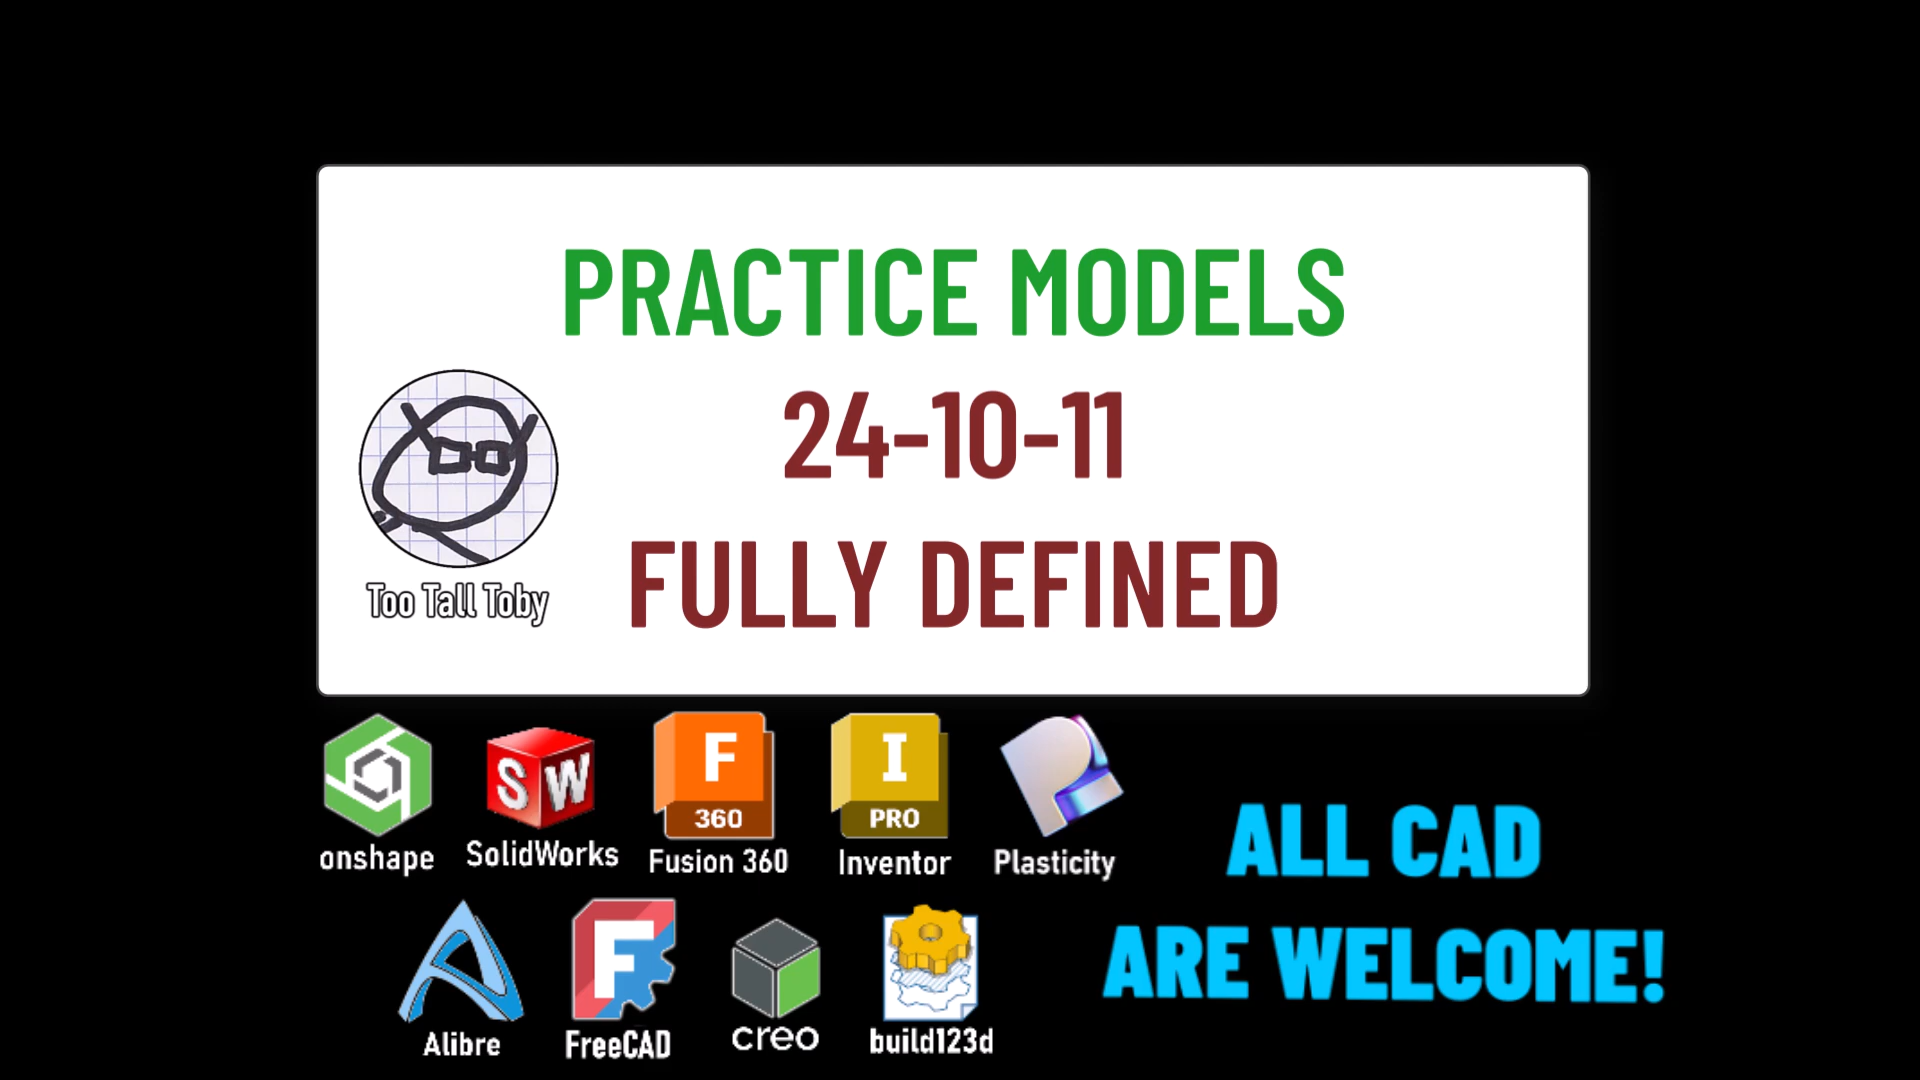 PRACTICE MODELS
24-10-11
FULLY DEFINED
Too Tall Toby
F
360
I
PRO
S W
onshape
SolidWorks
Fusion 360
Inventor
Plasticity
ALL CAD
ARE WELCOME!
F
Alibre
FreeCAD
creo
build123d